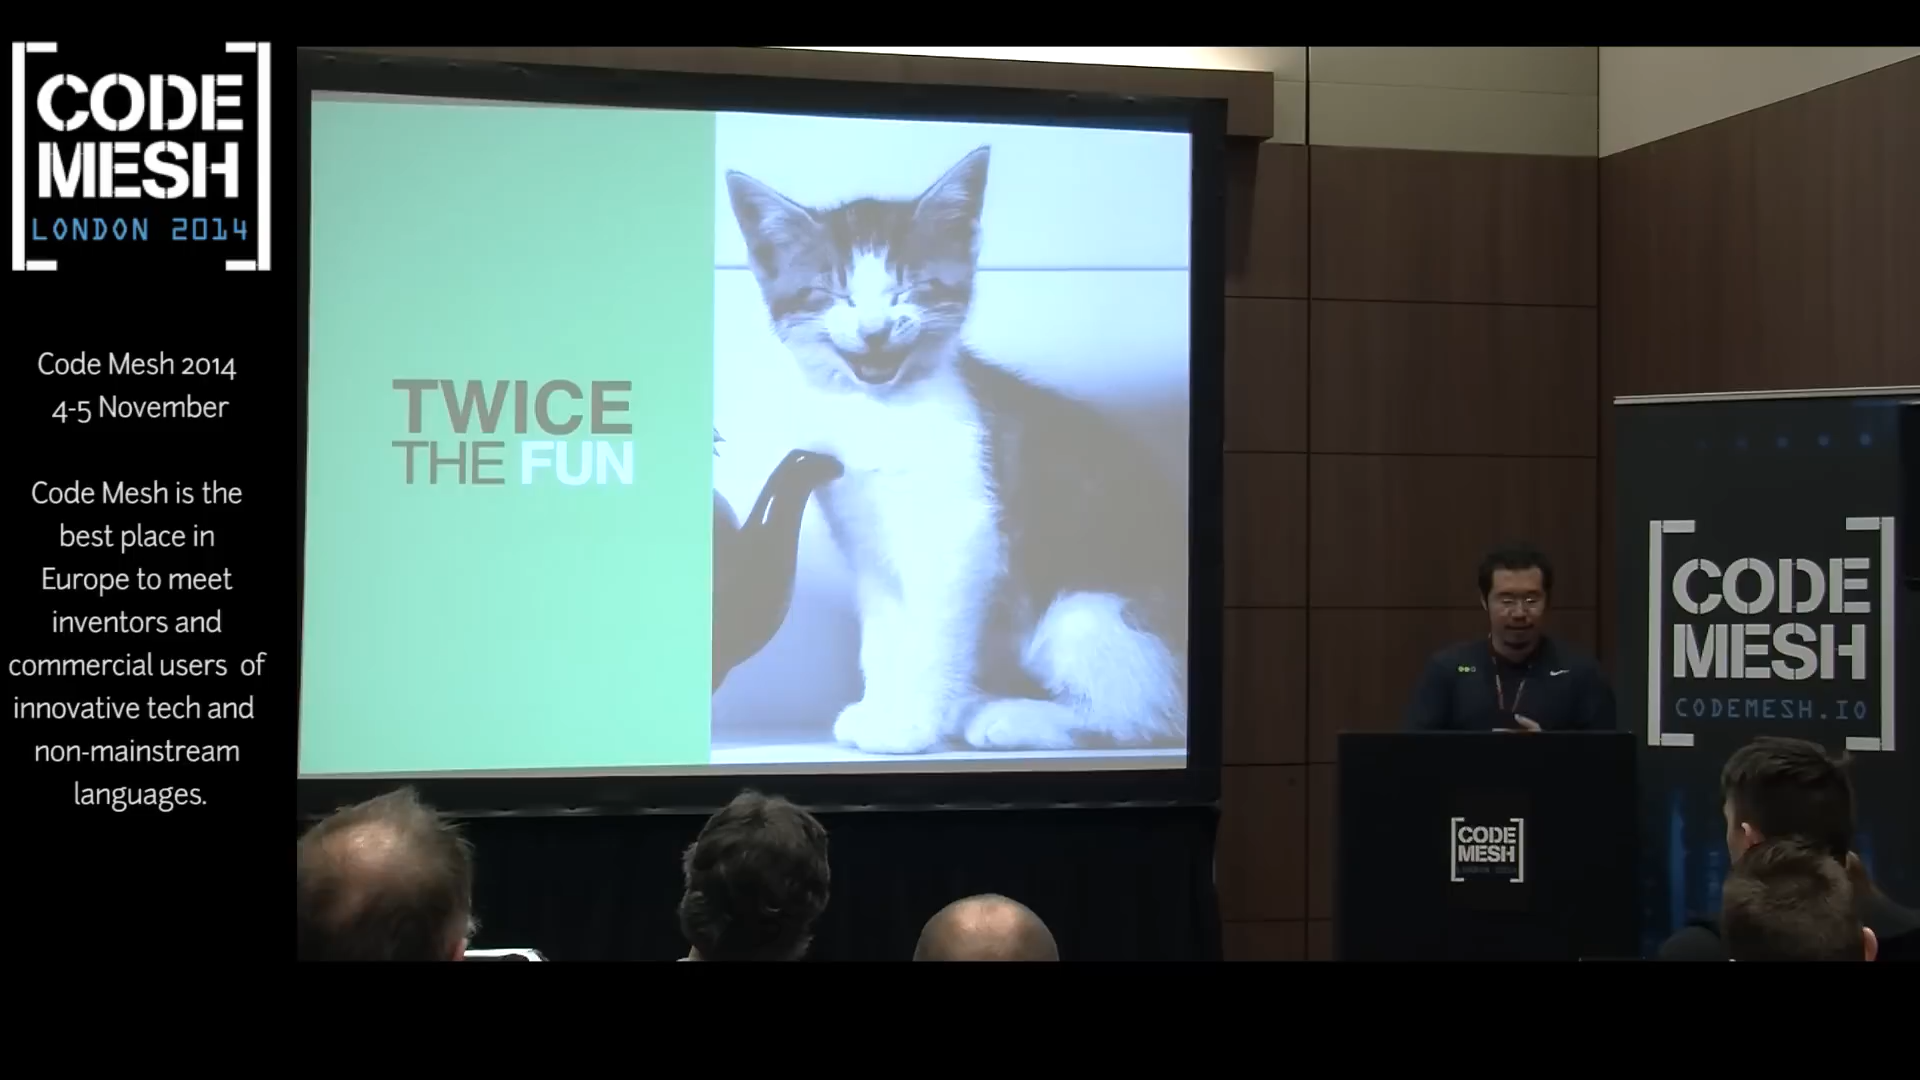 CODE
MESH
LONDON 2014
Code Mesh 2014
4-5 November
Code Mesh is the
best place in
Europe to meet
inventors and
commercial users of
innovative tech and
non-mainstream
languages.
TWICE
THE FUN
CODE
MESH
CODEMESH.IO
CODE
MESH
LONDON 2014